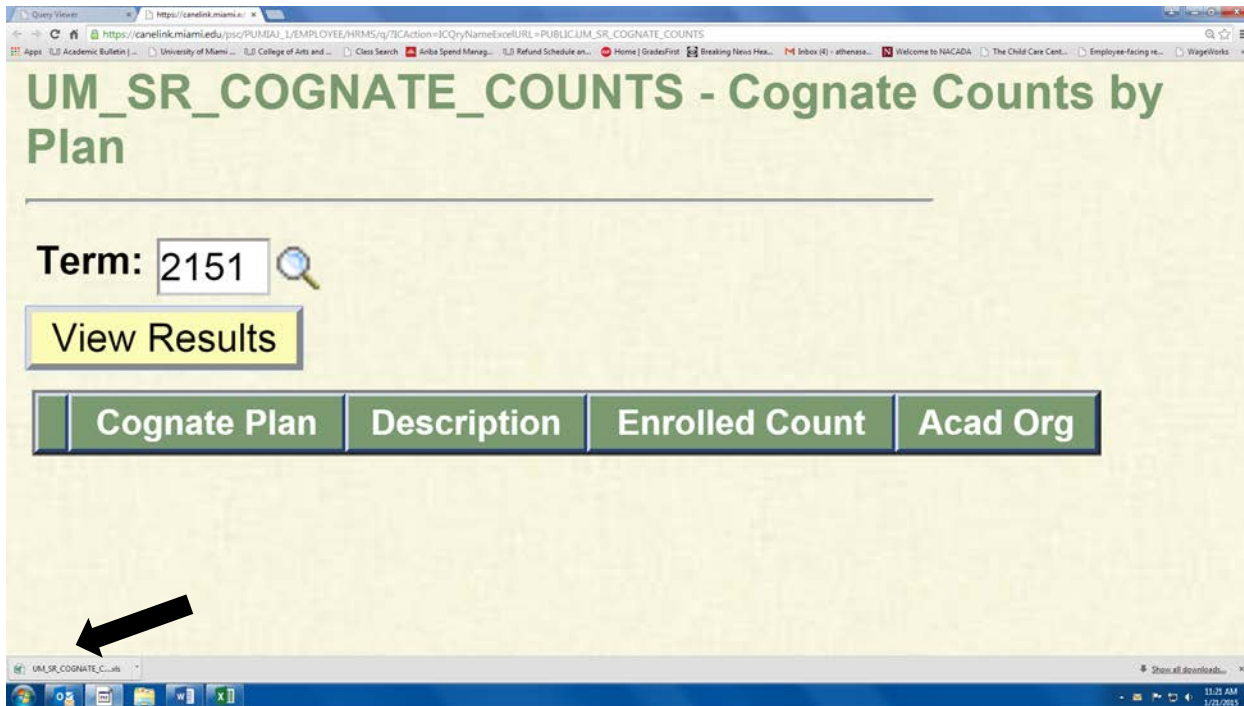 Query Viewer
https://canelink.miami.e
https://canelink.miami.edu/psc/PUMIAJ_1/EMPLOYEE/HRMS/q/?ICAction=ICQryNameExcelURL=PUBLIC.UM_SR_COGNATE_COUNTS
Apps Academic Bulletin | ... University of Miami ... College of Arts and ... Class Search Ariba Spend Manag... Refund Schedule an... Home | GradesFirst Breaking News Hea... Inbox (4) - athenasa... Welcome to NACADA The Child Care Cent... Employee-facing re... WageWorks
UM_SR_COGNATE_COUNTS - Cognate Counts by
Plan
Term: 2151
View Results
Cognate Plan Description Enrolled Count Acad Org
UM_SR_COGNATE_C....xls
Show all downloads...
11:21 AM
1/21/2015